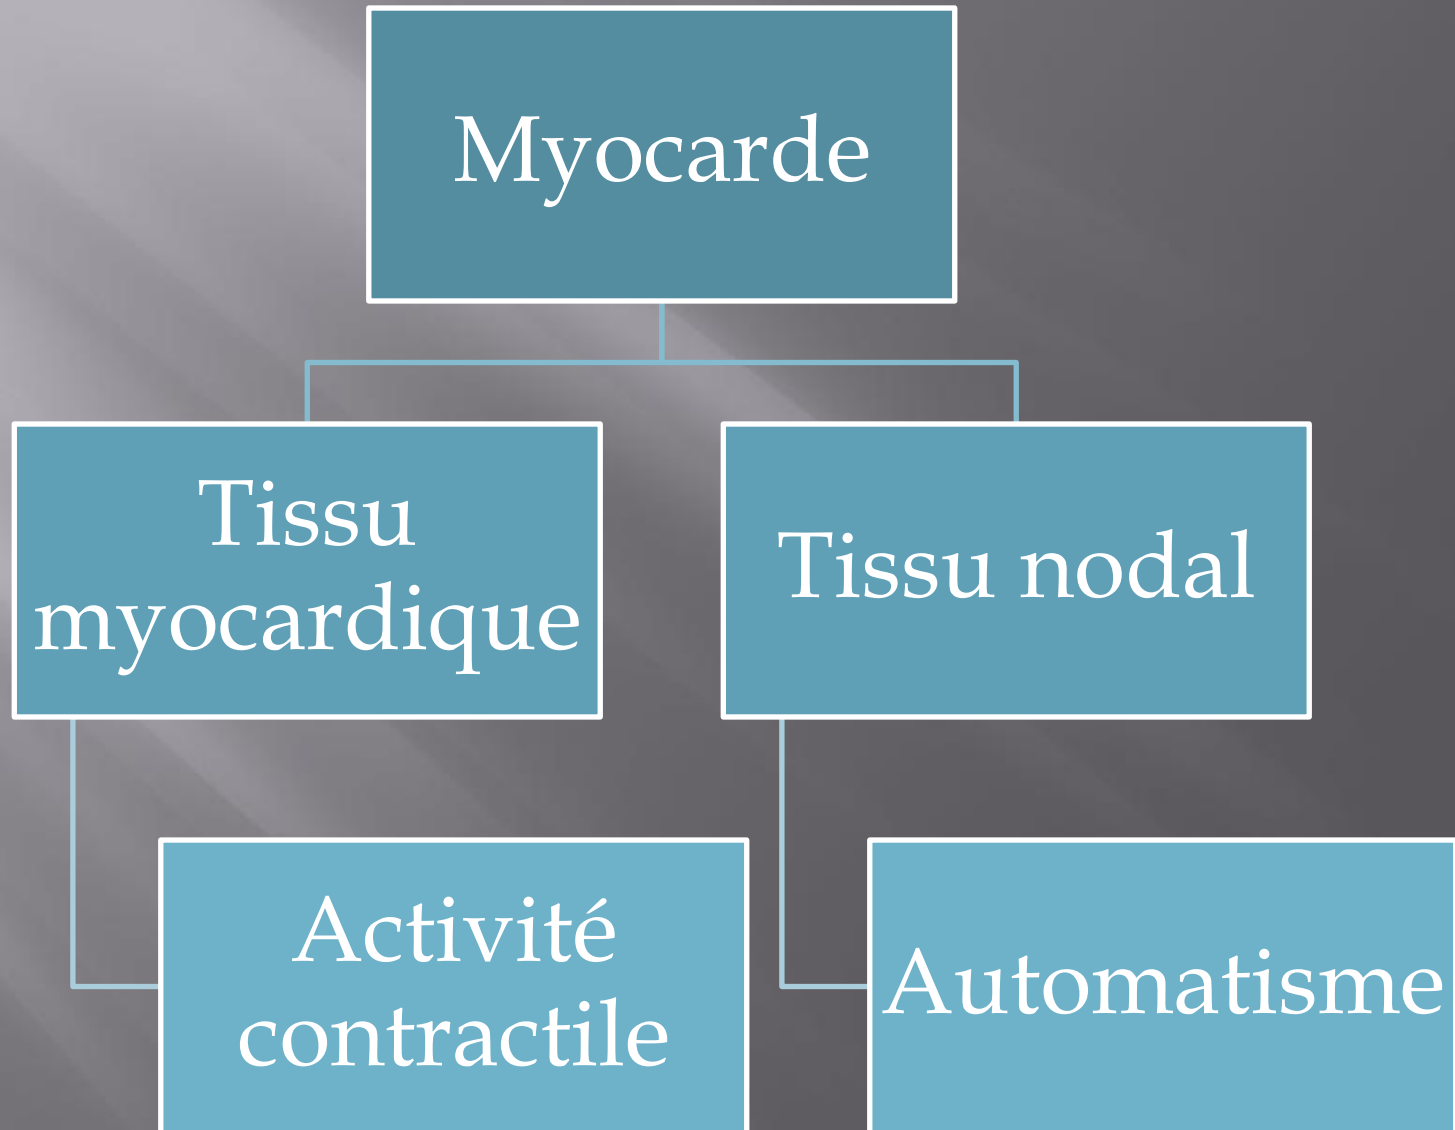 Myocarde
Tissu
myocardique
Tissu nodal
Activité
contractile
Automatisme